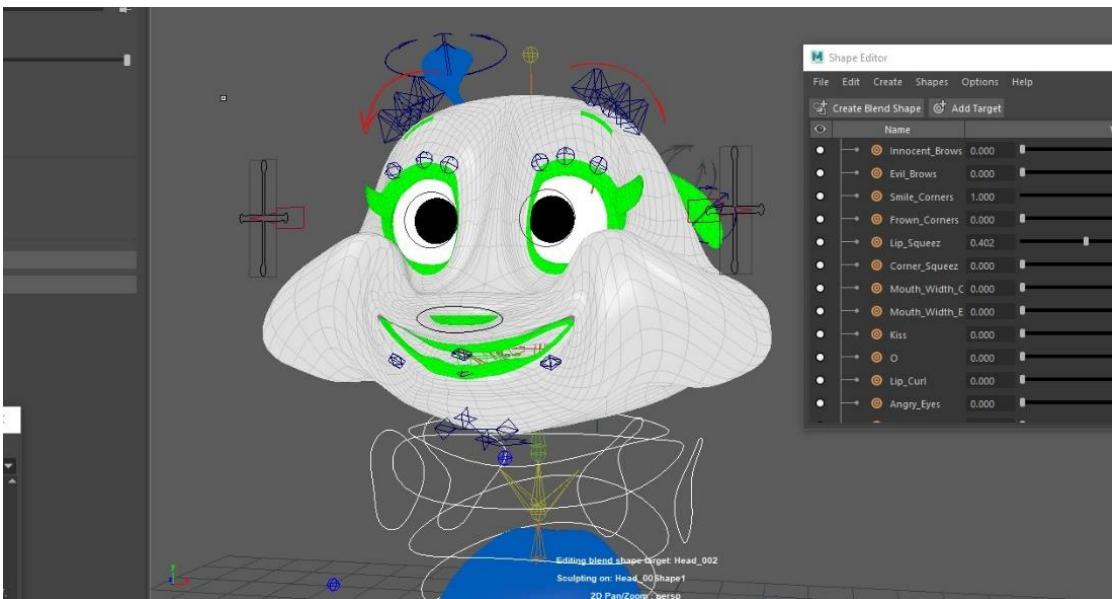 Shape Editor
File Edit Create Shapes Options Help
Create Blend Shape Add Target
Name
Innocent_Brows 0.000
Evil_Brows 0.000
Smile_Corners 1.000
Frown_Corners 0.000
Lip_Squeez 0.402
Corner_Squeez 0.000
Mouth_Width_C 0.000
Mouth_Width_E 0.000
Kiss 0.000
O 0.000
Lip_Curl 0.000
Angry_Eyes 0.000
Editing blend shape target: Head_002
Sculpting on: Head_00Shape1
2D Pan/Zoom : persp